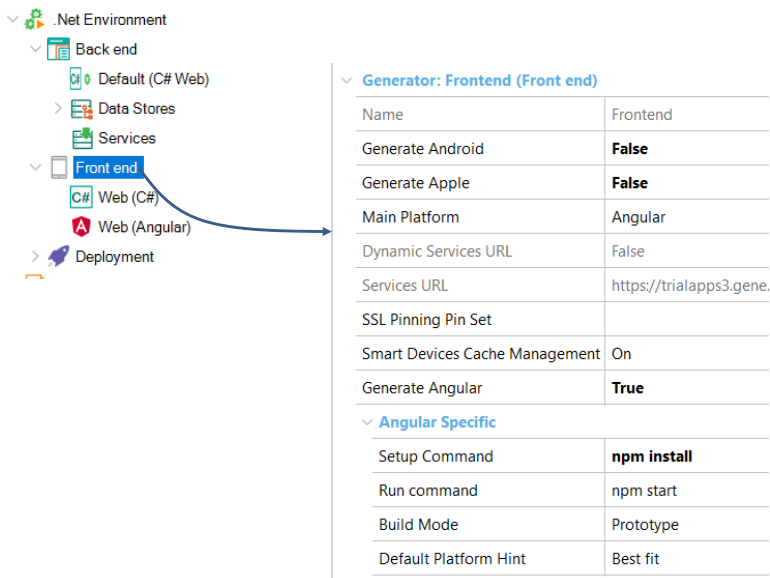 .Net Environment
Back end
Default (C# Web)
Data Stores
Services
Front end
Web (C#)
Web (Angular)
Deployment
Generator: Frontend (Front end)
Name Frontend
Generate Android False
Generate Apple False
Main Platform Angular
Dynamic Services URL False
Services URL https://trialapps3.gene.
SSL Pinning Pin Set
Smart Devices Cache Management On
Generate Angular True
Angular Specific
Setup Command npm install
Run command npm start
Build Mode Prototype
Default Platform Hint Best fit